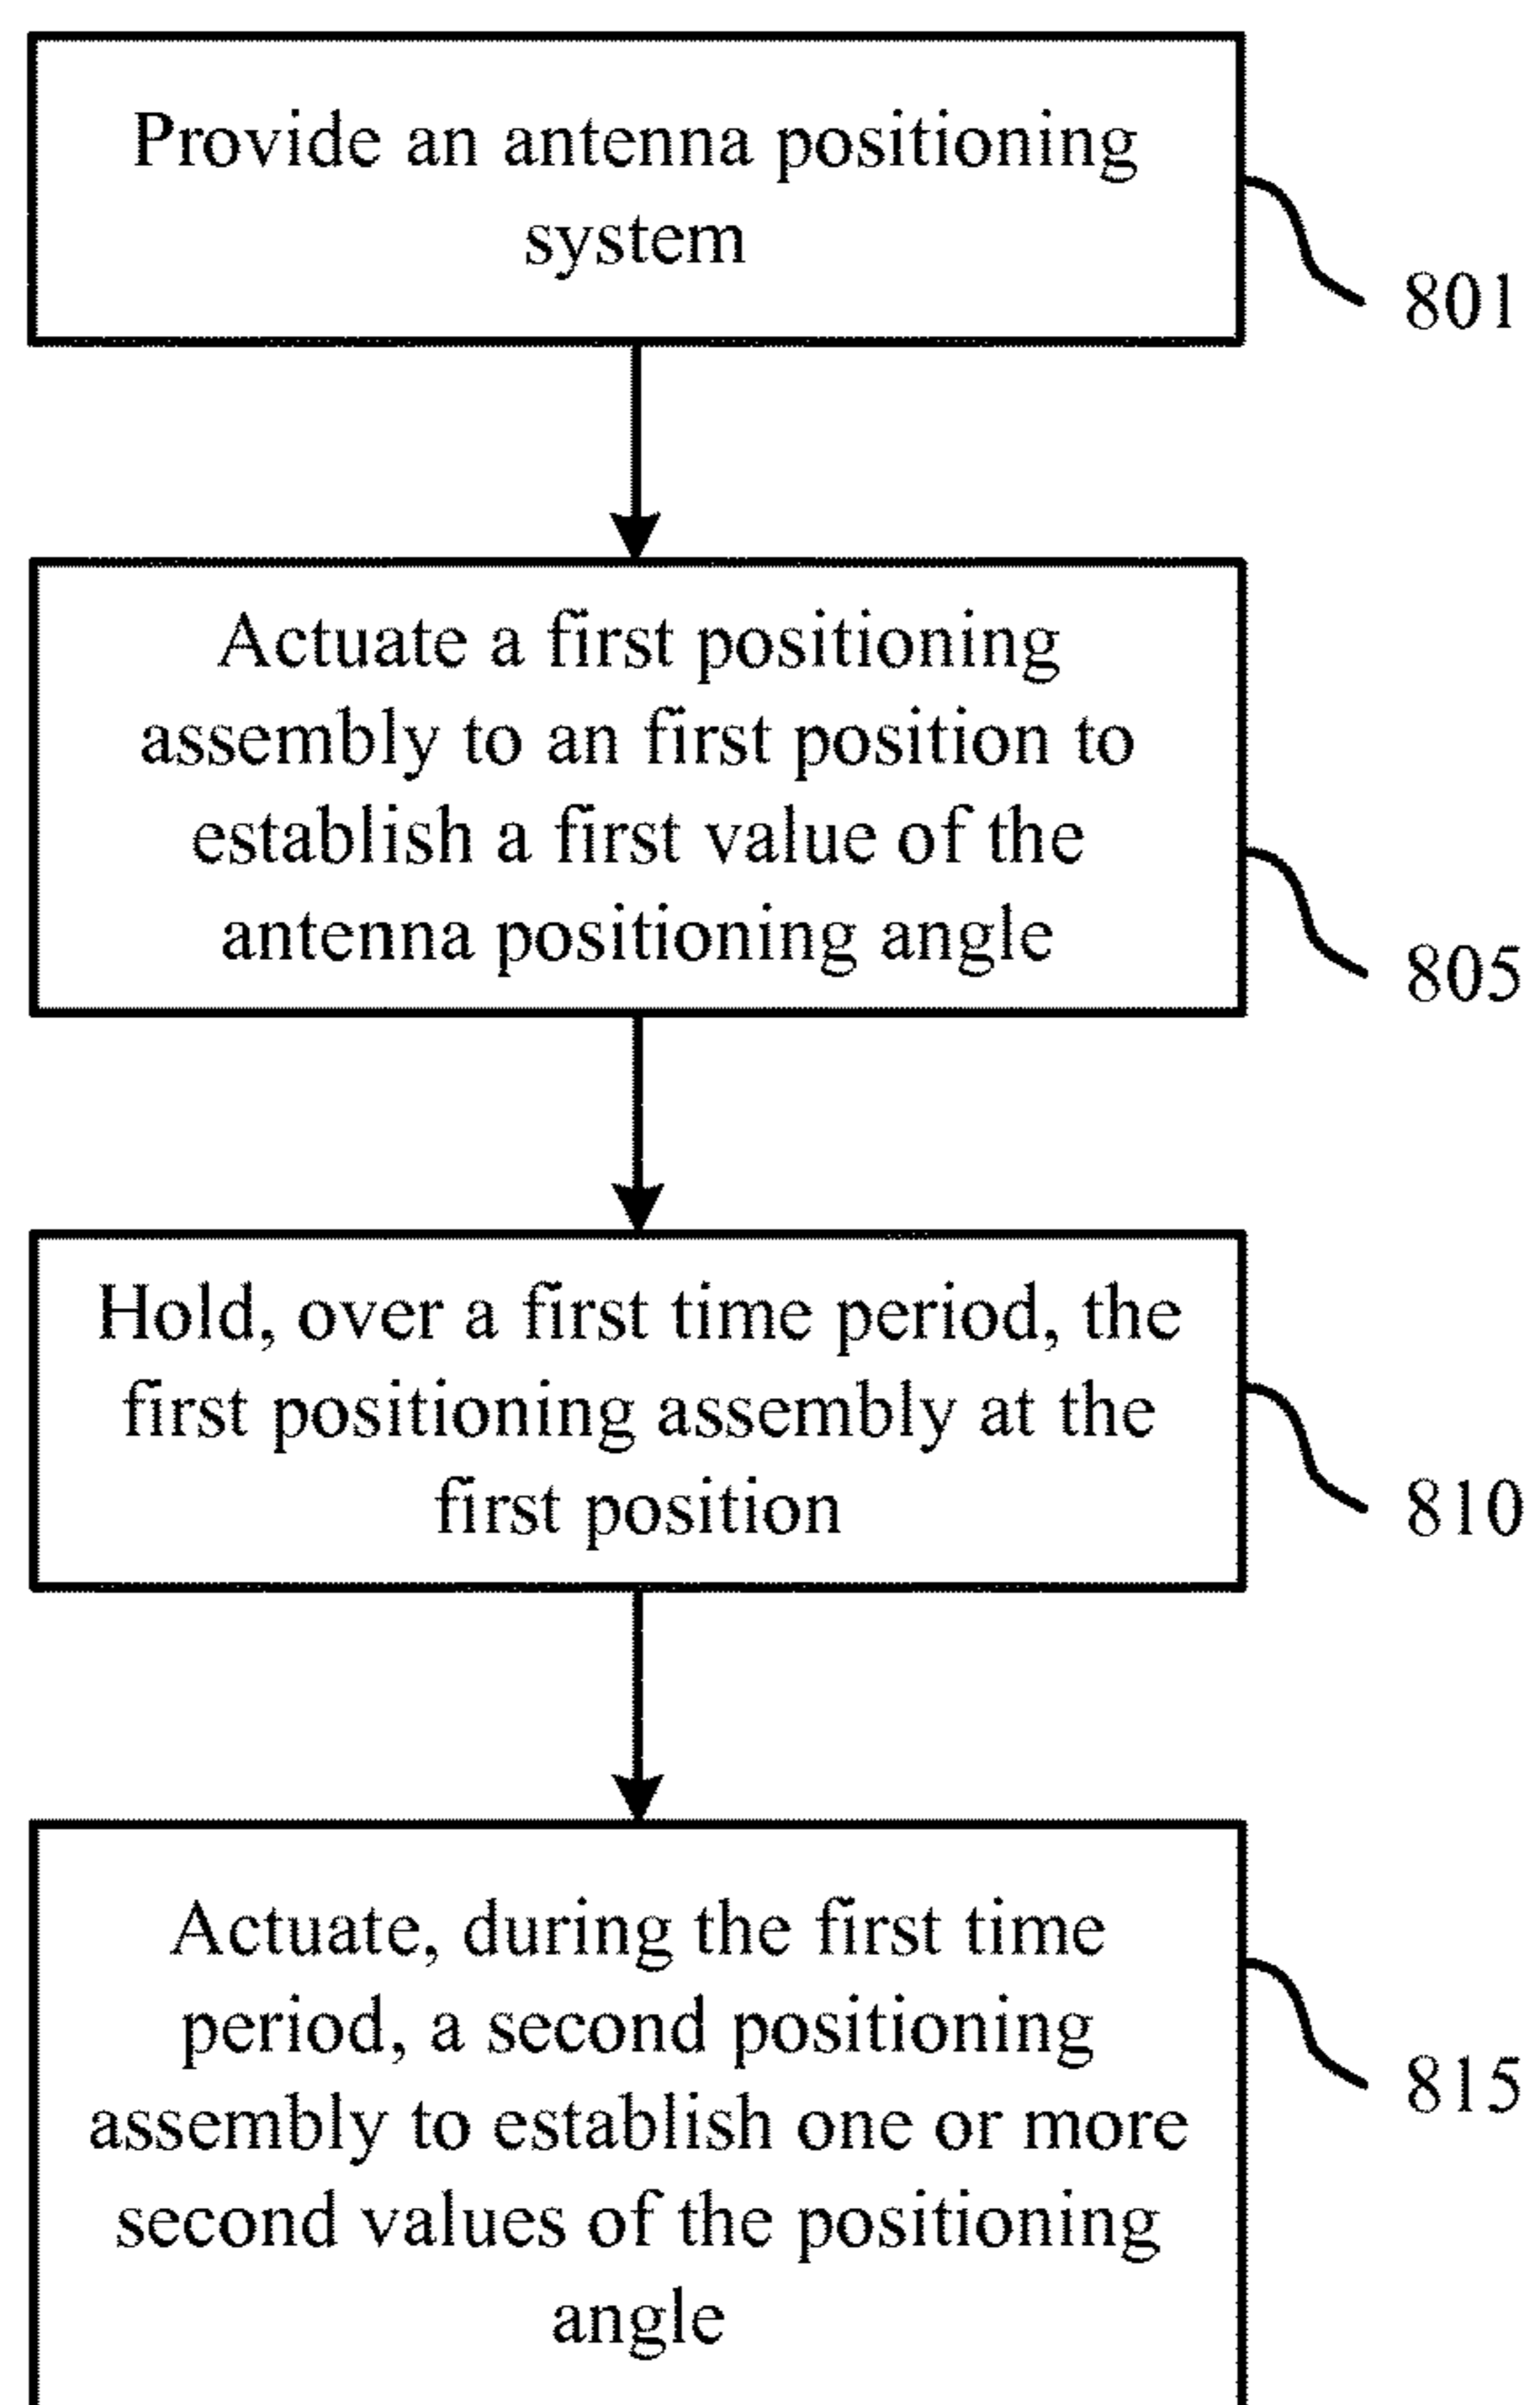 Provide an antenna positioning
system
801
Actuate a first positioning
assembly to an first position to
establish a first value of the
antenna positioning angle
805
Hold, over a first time period, the
first positioning assembly at the
first position
810
Actuate, during the first time
period, a second positioning
assembly to establish one or more
second values of the positioning
angle
815